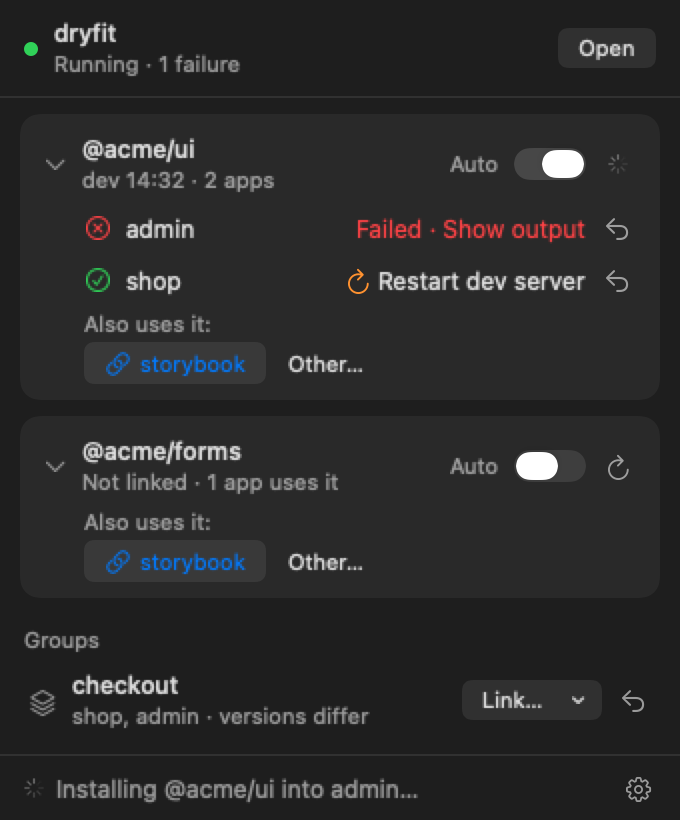 dryfit
Running · 1 failure
Open
@acme/ui
dev 14:32 · 2 apps
Auto
admin
Failed · Show output
shop
Restart dev server
Also uses it:
storybook
Other...
@acme/forms
Not linked · 1 app uses it
Auto
Also uses it:
storybook
Other...
Groups
checkout
shop, admin · versions differ
Link...
Installing @acme/ui into admin...